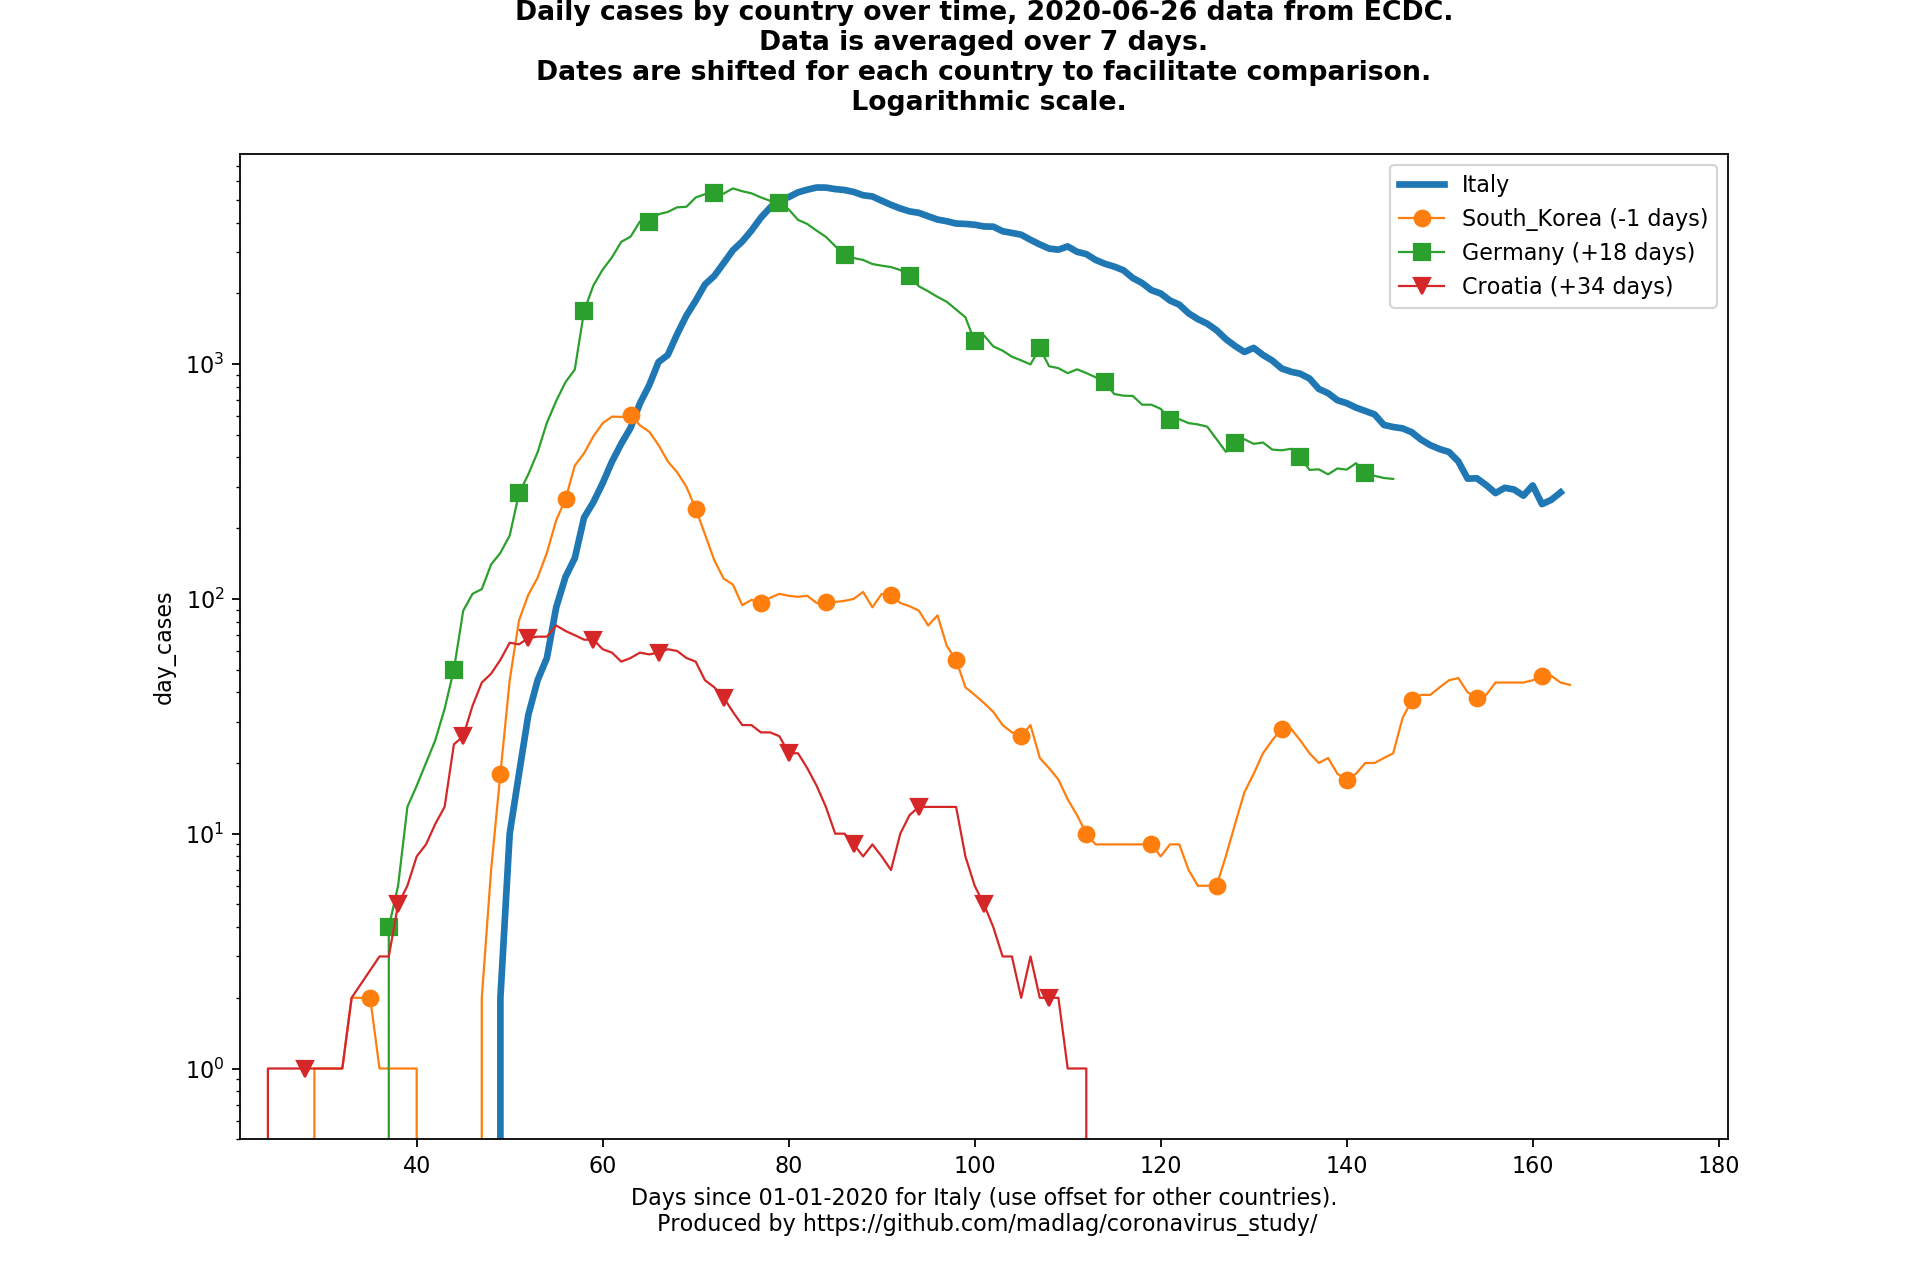 Daily cases by country over time, 2020-06-26 data from ECDC.
Data is averaged over 7 days.
Dates are shifted for each country to facilitate comparison.
Logarithmic scale.
Italy
South_Korea (-1 days)
Germany (+18 days)
Croatia (+34 days)
day_cases
10³
10²
10¹
10⁰
40 60 80 100 120 140 160 180
Days since 01-01-2020 for Italy (use offset for other countries).
Produced by https://github.com/madlag/coronavirus_study/